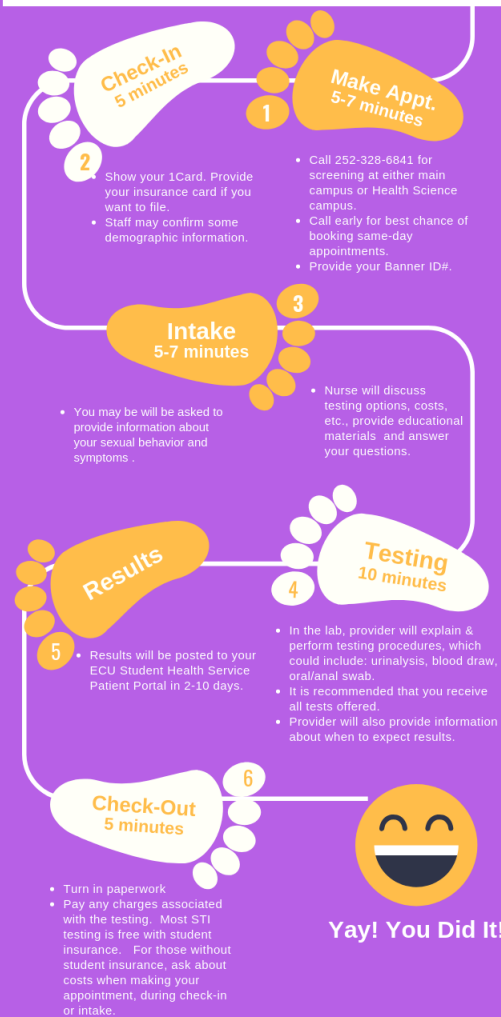 Make Appt.
5-7 minutes
1
Call 252-328-6841 for
screening at either main
campus or Health Science
campus.
Call early for best chance of
booking same-day
appointments.
Provide your Banner ID#.
Check-In
5 minutes
2
Show your 1Card. Provide
your insurance card if you
want to file.
Staff may confirm some
demographic information.
3
Intake
5-7 minutes
You may be will be asked to
provide information about
your sexual behavior and
symptoms .
Nurse will discuss
testing options, costs,
etc., provide educational
materials  and answer
your questions.
Testing
10 minutes
4
In the lab, provider will explain &
perform testing procedures, which
could include: urinalysis, blood draw,
oral/anal swab.
It is recommended that you receive
all tests offered.
Provider will also provide information
about when to expect results.
Results
5
Results will be posted to your
ECU Student Health Service
Patient Portal in 2-10 days.
6
Check-Out
5 minutes
Turn in paperwork
Pay any charges associated
with the testing.  Most STI
testing is free with student
insurance.   For those without
student insurance, ask about
costs when making your
appointment, during check-in
or intake.
Yay! You Did It!